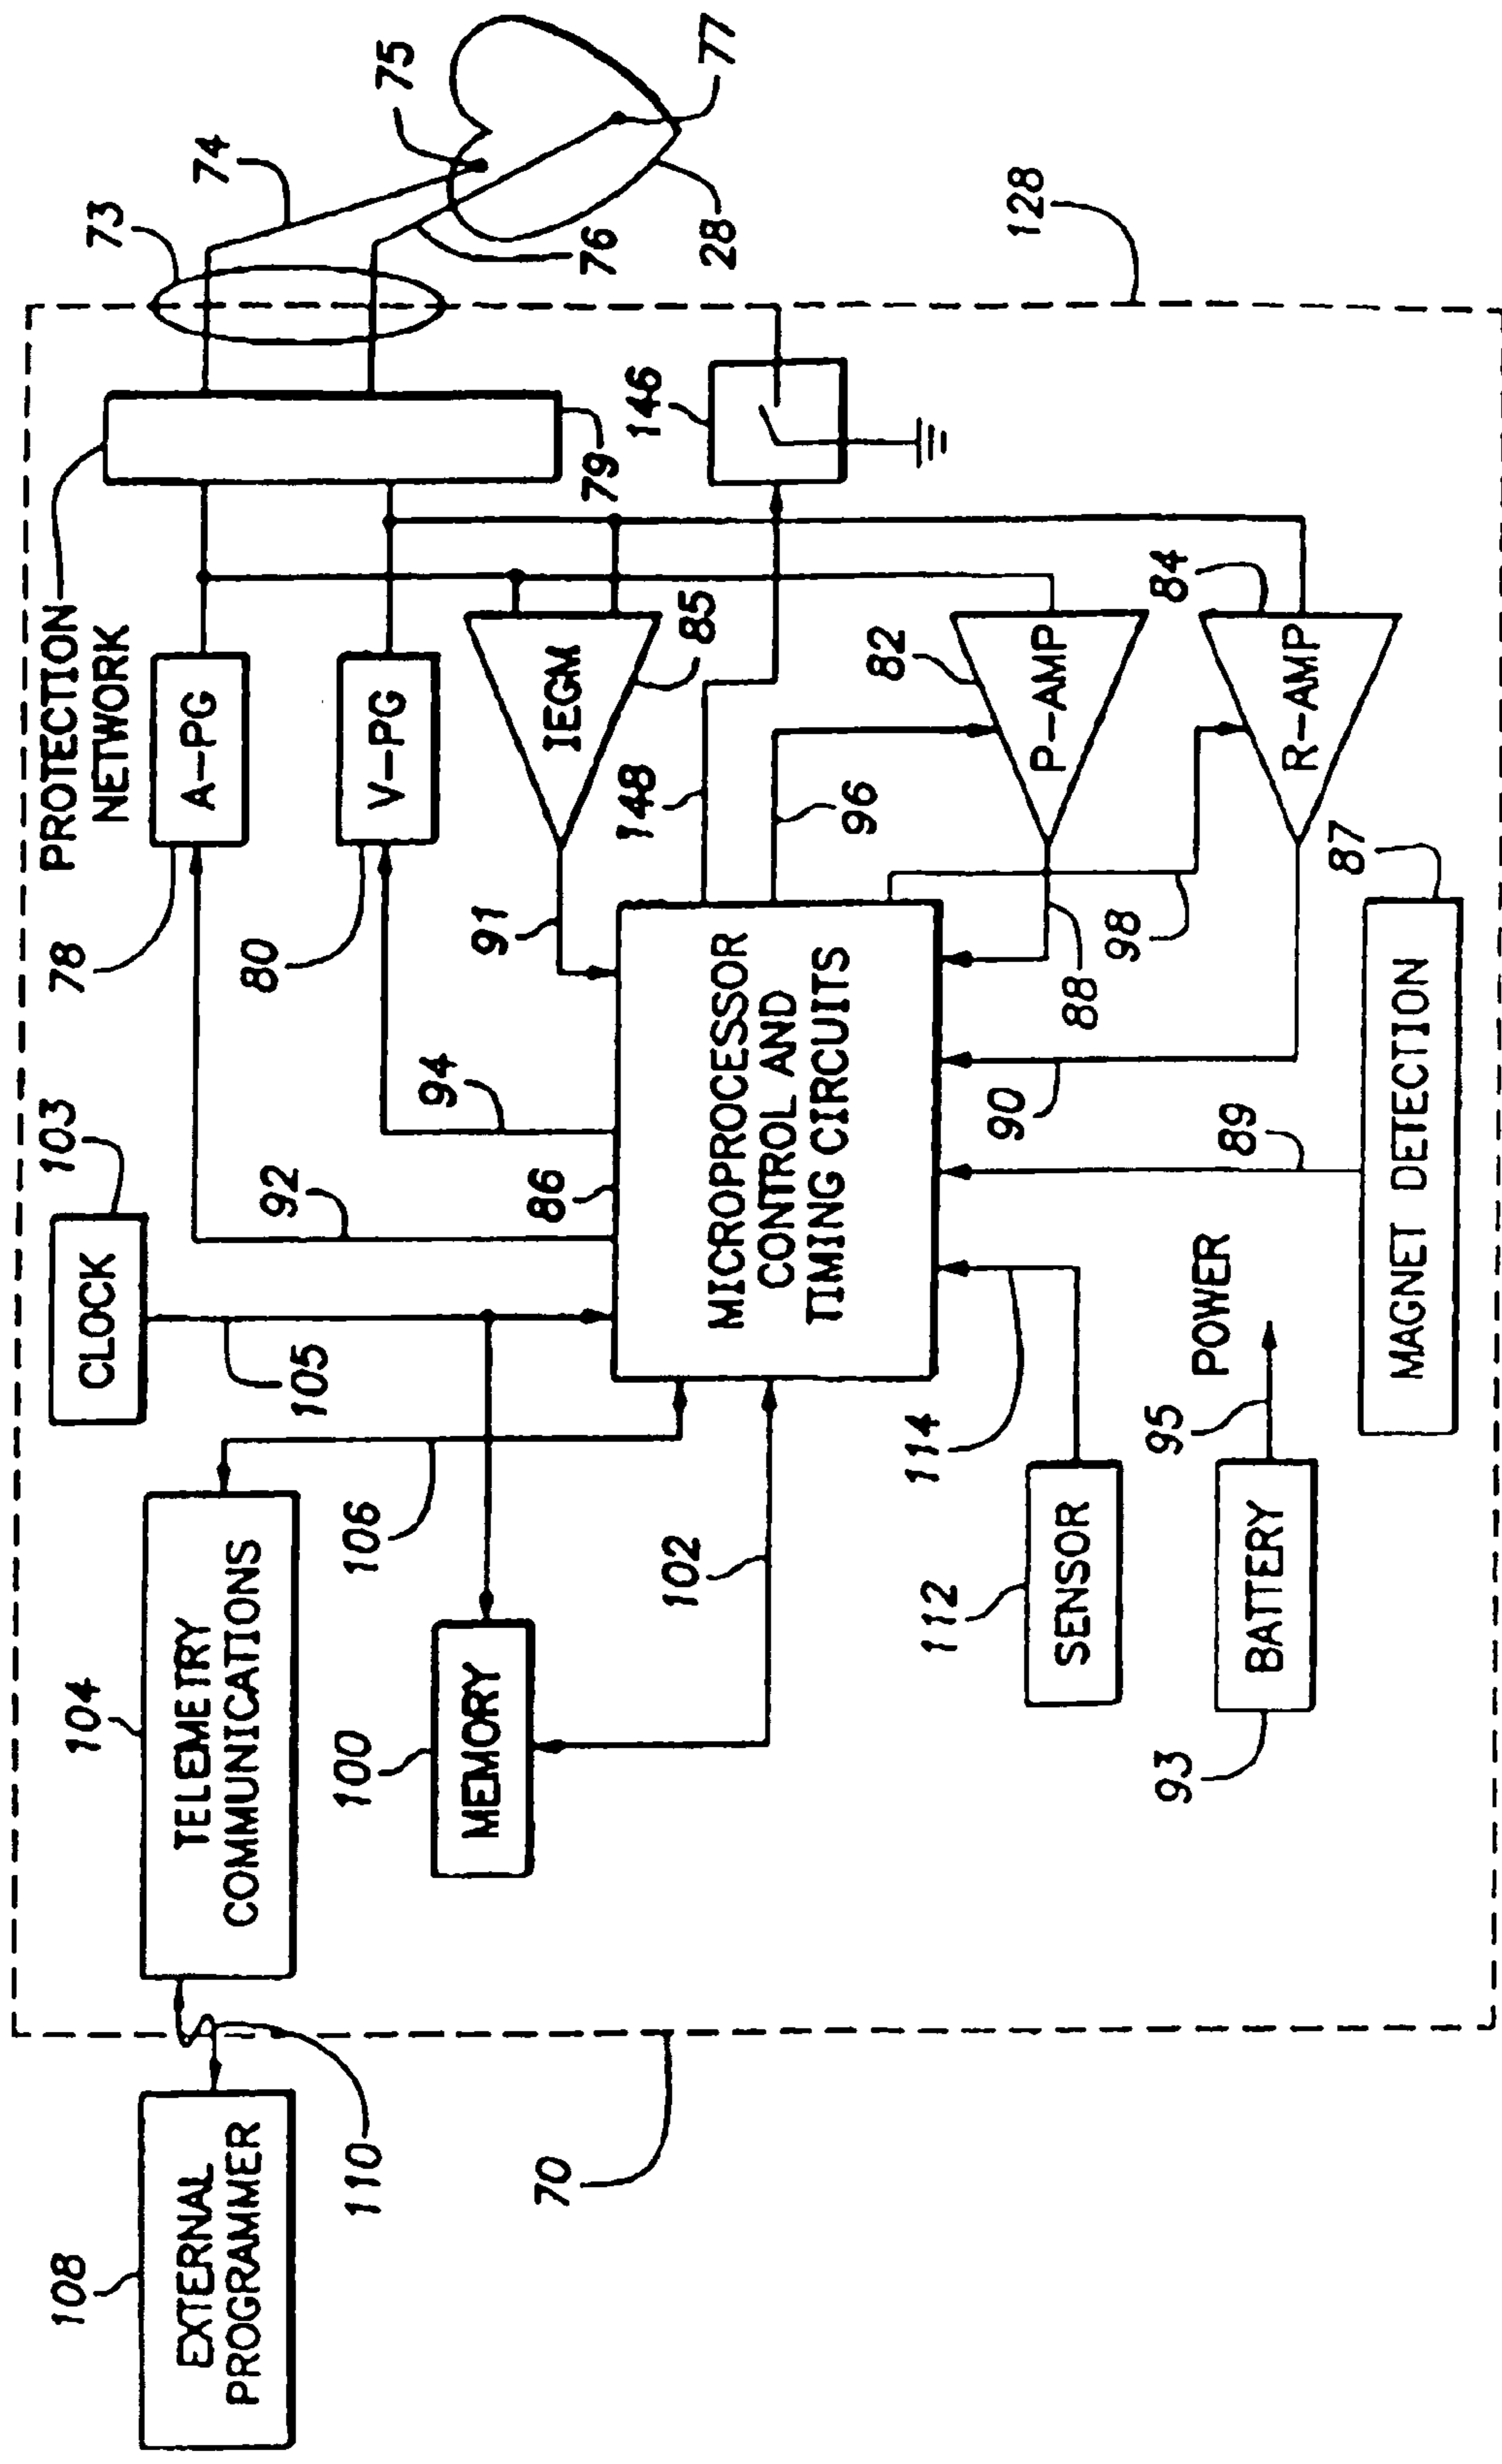 108
EXTERNAL
PROGRAMMER
110
70
104
TELEMETRY
COMMUNICATIONS
106
100
MEMORY
102
112
SENSOR
114
93
BATTERY
95
POWER
103
CLOCK
105
92
94
86
MICROPROCESSOR
CONTROL AND
TIMING CIRCUITS
91
90
89
88
98
MAGNET DETECTION
87
78
80
PROTECTION
NETWORK
A-PG
V-PG
IEGM
85
148
96
82
P-AMP
84
R-AMP
79
146
73
74
75
76
28
77
128